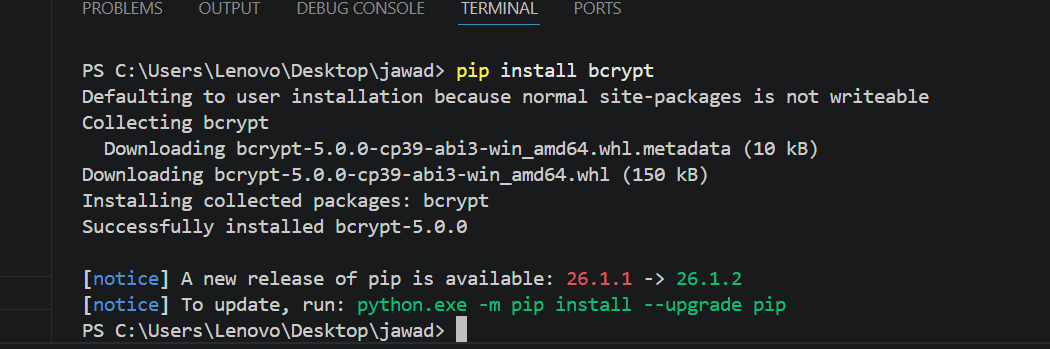 PROBLEMS OUTPUT DEBUG CONSOLE TERMINAL PORTS
PS C:\Users\Lenovo\Desktop\jawad> pip install bcrypt
Defaulting to user installation because normal site-packages is not writeable
Collecting bcrypt
  Downloading bcrypt-5.0.0-cp39-abi3-win_amd64.whl.metadata (10 kB)
Downloading bcrypt-5.0.0-cp39-abi3-win_amd64.whl (150 kB)
Installing collected packages: bcrypt
Successfully installed bcrypt-5.0.0
[notice] A new release of pip is available: 26.1.1 -> 26.1.2
[notice] To update, run: python.exe -m pip install --upgrade pip
PS C:\Users\Lenovo\Desktop\jawad>